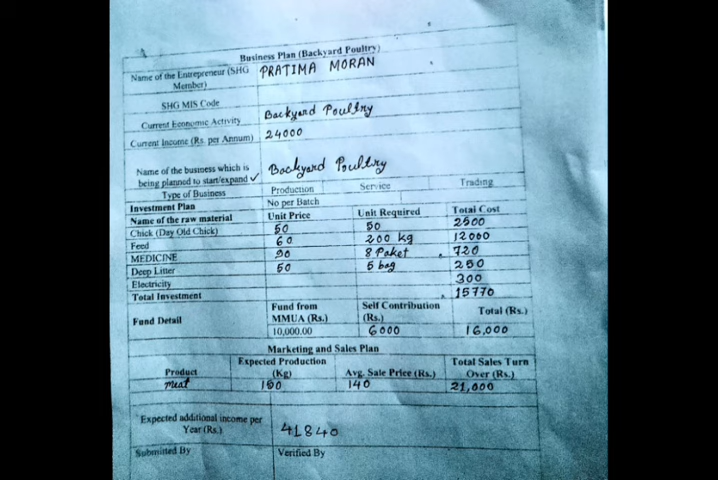 Business Plan (Backyard Poultry)
Name of the Entrepreneur (SHG Member) PRATIMA MORAN
SHG MIS Code
Current Economic Activity Backyard Poultry
Current Income (Rs. per Annum) 24000
Name of the business which is being planned to start/expand ✓ Backyard Poultry
Type of Business Production Service Trading
Investment Plan No per Batch
Name of the raw material Unit Price Unit Required Total Cost
Chick (Day Old Chick) 50 50 2500
Feed 60 200 kg 12000
MEDICINE 90 8 Paket 720
Deep Litter 50 5 bag 250
Electricity 300
Total Investment 15770
Fund Detail Fund from MMUA (Rs.) Self Contribution (Rs.) Total (Rs.)
10,000.00 6000 16,000
Marketing and Sales Plan
Product Expected Production (Kg) Avg. Sale Price (Rs.) Total Sales Turn Over (Rs.)
meat 150 140 21,000
Expected additional income per Year (Rs.) 41840
Submitted By Verified By